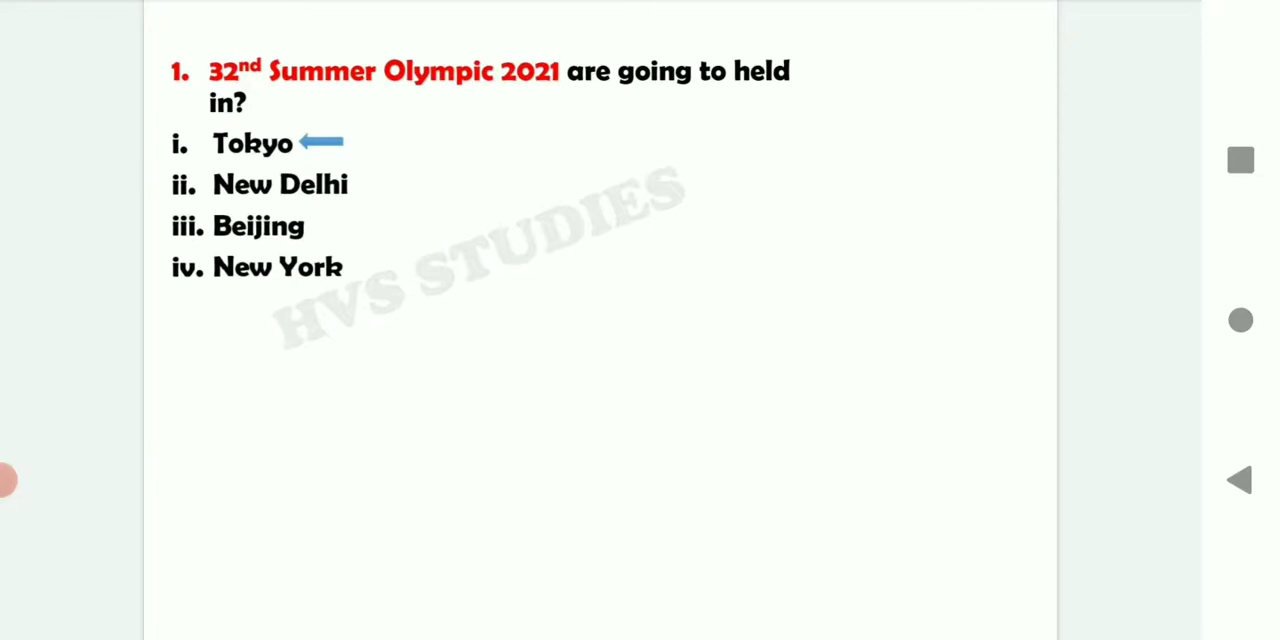 1. 32nd Summer Olympic 2021 are going to held
in?
i. Tokyo
ii. New Delhi
iii. Beijing
iv. New York
HVS STUDIES